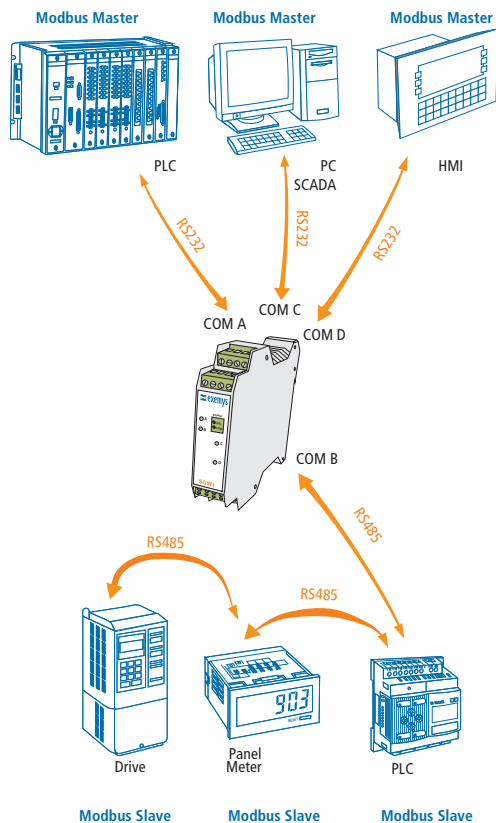 Modbus Master
Modbus Master
Modbus Master
PLC
PC
SCADA
HMI
RS232
RS232
RS232
COM A
COM C
COM D
exemys
A
B
C
D
COM B
RS485
RS485
RS485
903
Drive
Panel
Meter
PLC
Modbus Slave
Modbus Slave
Modbus Slave